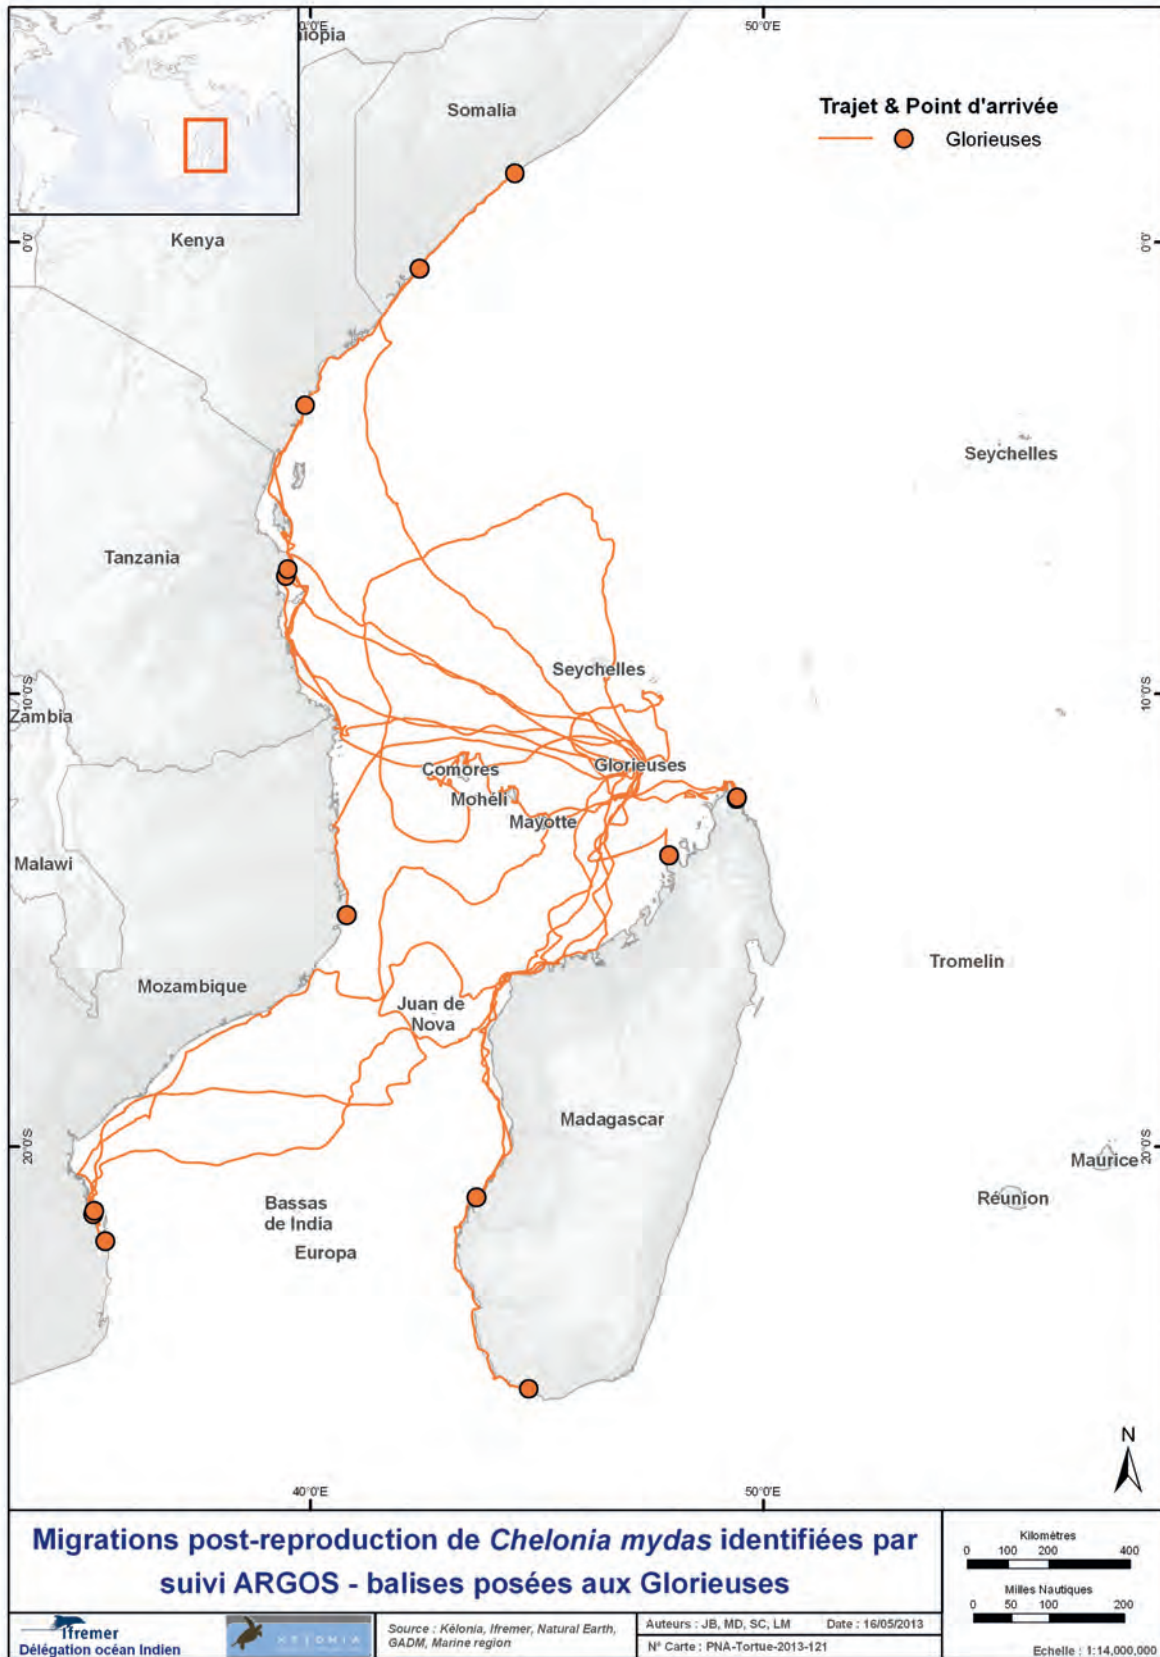 0°0'E
50°0'E
hiopia
Somalia
Trajet & Point d'arrivée
Glorieuses
Kenya
0°0'
0°0'
Seychelles
Tanzania
Seychelles
10°0'S
10°0'S
Zambia
Comores
Glorieuses
Mohéli
Mayotte
Malawi
Mozambique
Juan de
Nova
Tromelin
Madagascar
20°0'S
20°0'S
Maurice
Réunion
Bassas
de India
Europa
N
40°0'E
50°0'E
Migrations post-reproduction de Chelonia mydas identifiées par
suivi ARGOS - balises posées aux Glorieuses
Kilomètres
0 100 200 400
Milles Nautiques
0 50 100 200
Echelle : 1:14,000,000
Ifremer
Délégation océan Indien
KELONIA
Source : Kélonia, Ifremer, Natural Earth,
GADM, Marine region
Auteurs : JB, MD, SC, LM Date : 16/05/2013
N° Carte : PNA-Tortue-2013-121